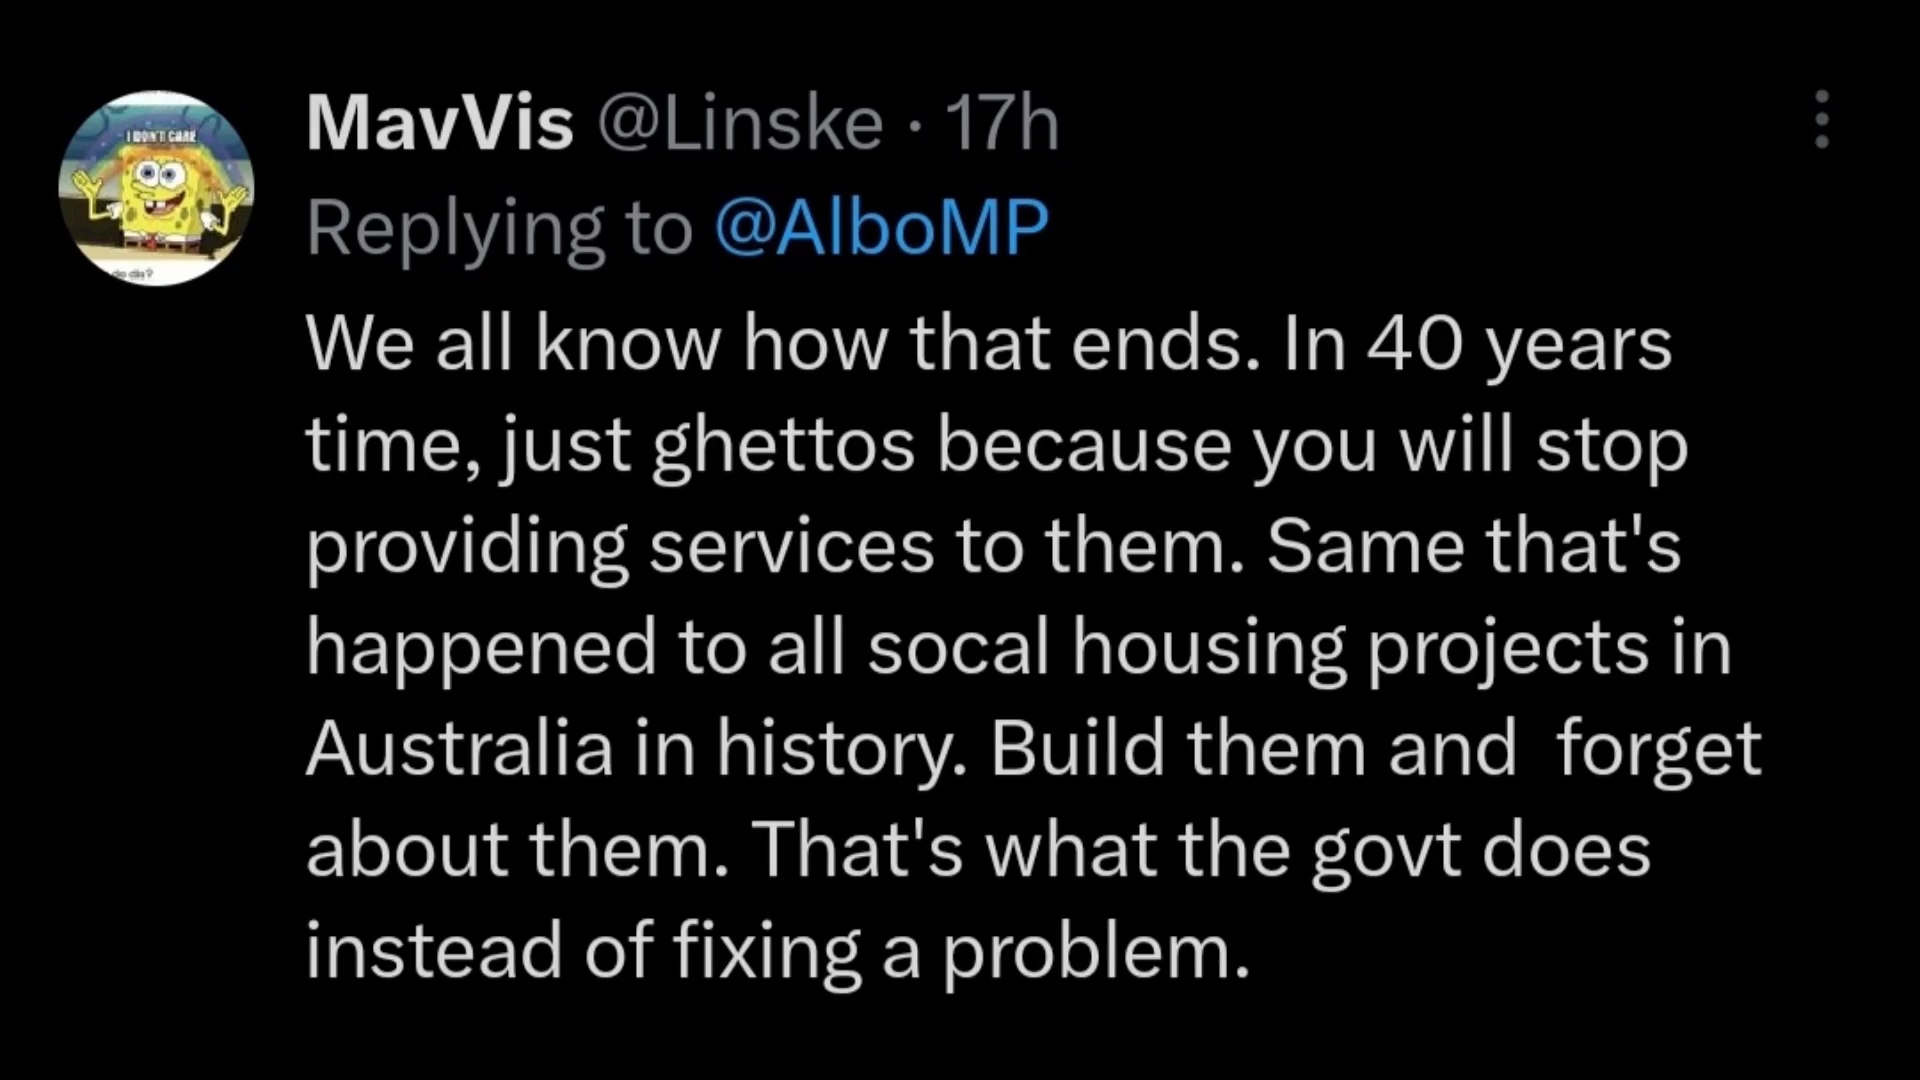 MavVis @Linske · 17h
I DON'T CARE
Replying to @AlboMP
We all know how that ends. In 40 years
time, just ghettos because you will stop
providing services to them. Same that's
happened to all socal housing projects in
Australia in history. Build them and  forget
about them. That's what the govt does
instead of fixing a problem.